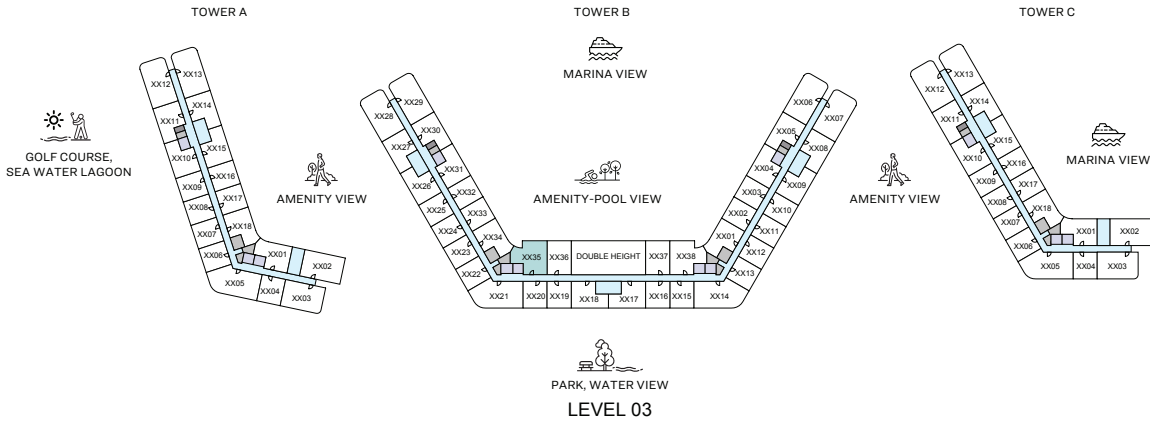 TOWER A
TOWER B
TOWER C
MARINA VIEW
GOLF COURSE,
SEA WATER LAGOON
AMENITY VIEW
AMENITY-POOL VIEW
AMENITY VIEW
MARINA VIEW
XX12
XX13
XX14
XX11
XX15
XX10
XX16
XX09
XX17
XX08
XX18
XX07
XX06
XX01
XX02
XX05
XX04
XX03
XX29
XX28
XX30
XX27
XX31
XX26
XX32
XX25
XX33
XX24
XX34
XX23
XX22
XX35
XX36
DOUBLE HEIGHT
XX37
XX38
XX21
XX20
XX19
XX18
XX17
XX16
XX15
XX14
XX06
XX07
XX05
XX08
XX04
XX09
XX03
XX10
XX02
XX11
XX01
XX12
XX13
XX13
XX12
XX14
XX11
XX15
XX10
XX16
XX09
XX17
XX08
XX18
XX07
XX06
XX01
XX02
XX05
XX04
XX03
PARK, WATER VIEW
LEVEL 03